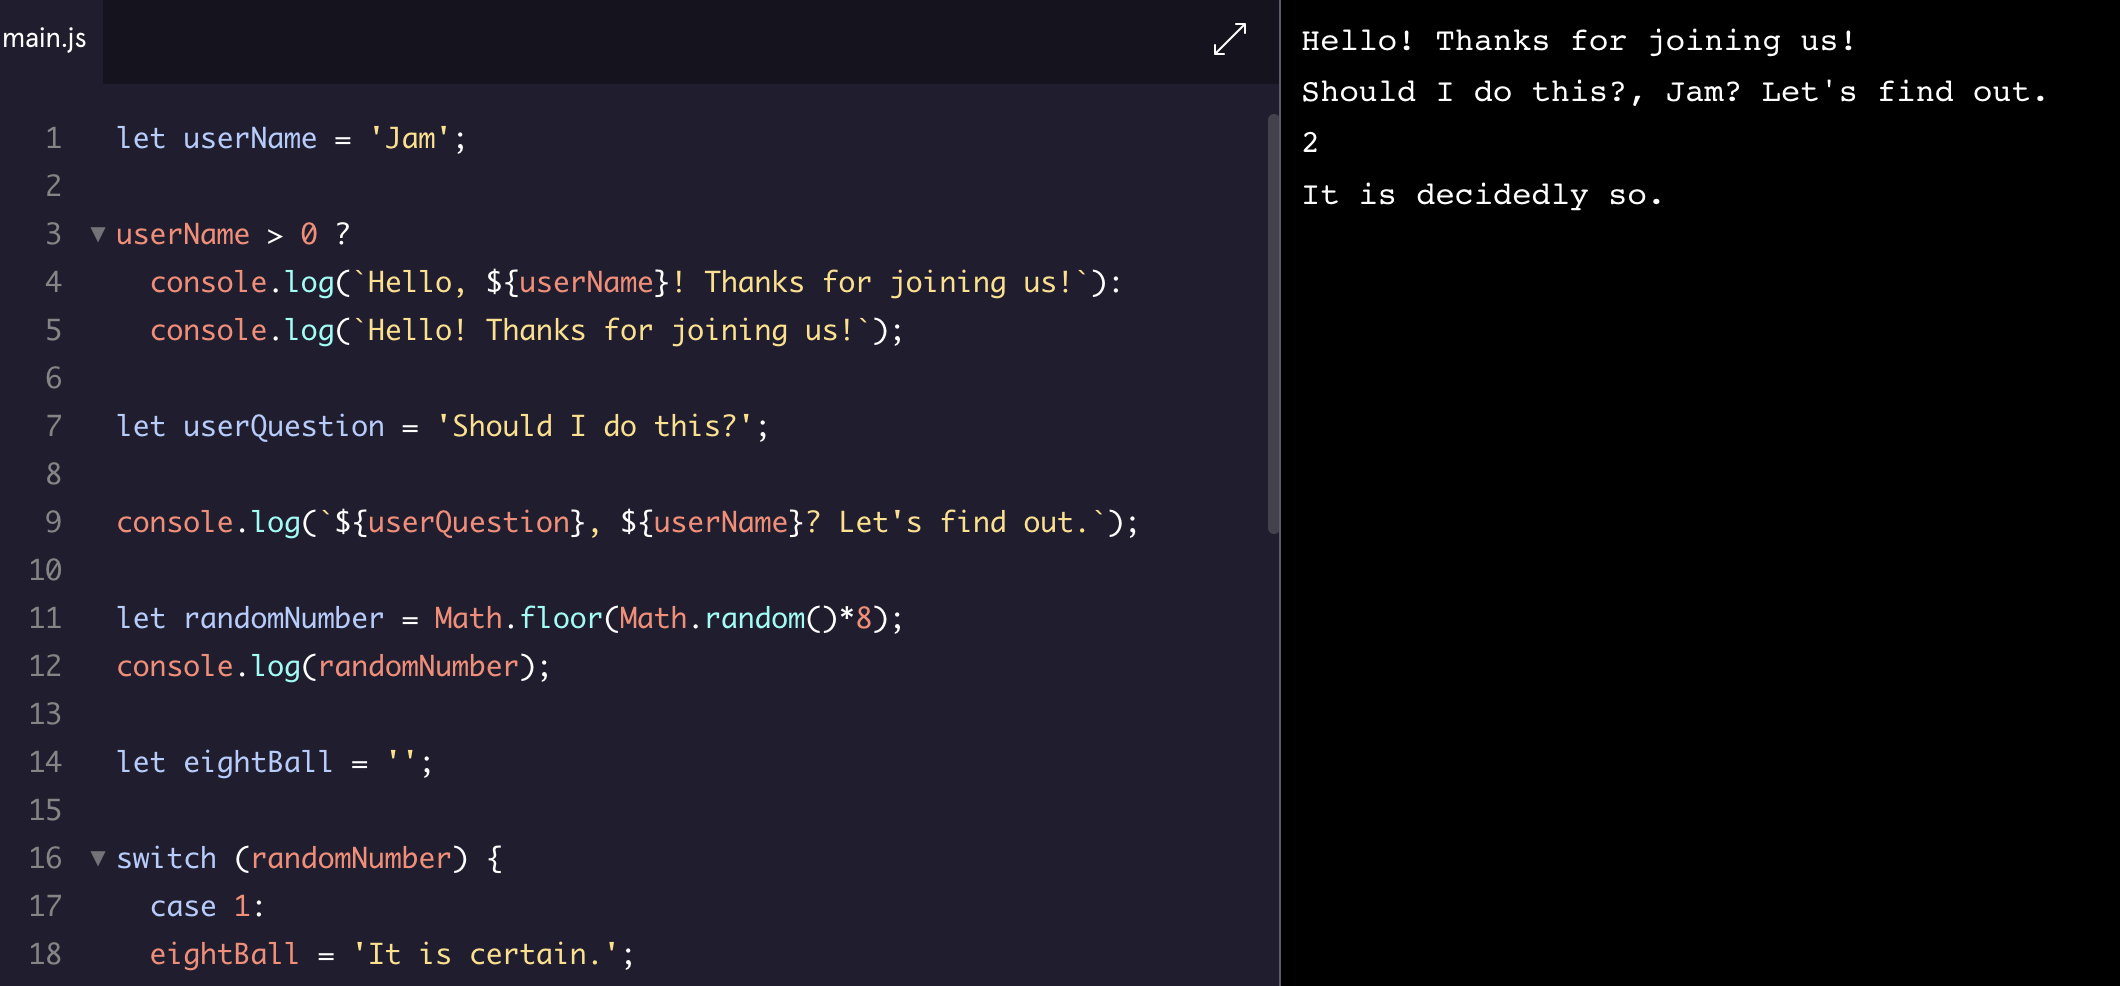 main.js
1 let userName = 'Jam';
2
3 userName > 0 ?
4 console.log(`Hello, ${userName}! Thanks for joining us!`):
5 console.log(`Hello! Thanks for joining us!`);
6
7 let userQuestion = 'Should I do this?';
8
9 console.log(`${userQuestion}, ${userName}? Let's find out.`);
10
11 let randomNumber = Math.floor(Math.random()*8);
12 console.log(randomNumber);
13
14 let eightBall = '';
15
16 switch (randomNumber) {
17 case 1:
18 eightBall = 'It is certain.';
Hello! Thanks for joining us!
Should I do this?, Jam? Let's find out.
2
It is decidedly so.